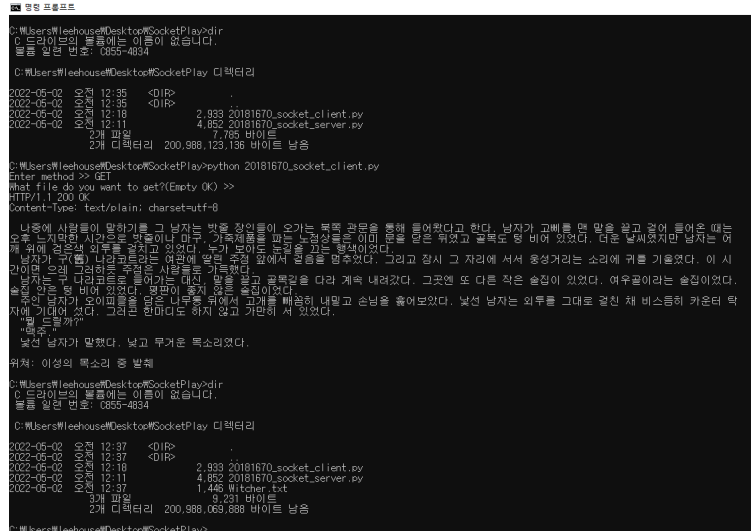 명령 프롬프트
C:₩Users₩leehouse₩Desktop₩SocketPlay>dir
C 드라이브의 볼륨에는 이름이 없습니다.
볼륨 일련 번호: C855-4834
C:₩Users₩leehouse₩Desktop₩SocketPlay 디렉터리
2022-05-02 오전 12:35 <DIR> .
2022-05-02 오전 12:35 <DIR> ..
2022-05-02 오전 12:18 2,933 20181670_socket_client.py
2022-05-02 오전 12:11 4,852 20181670_socket_server.py
2개 파일 7,785 바이트
2개 디렉터리 200,988,123,136 바이트 남음
C:₩Users₩leehouse₩Desktop₩SocketPlay>python 20181670_socket_client.py
Enter method >> GET
What file do you want to get?(Empty OK) >>
HTTP/1.1 200 OK
Content-Type: text/plain; charset=utf-8
나중에 사람들이 말하기를 그 남자는 밧줄 장인들이 오가는 북쪽 관문을 통해 들어왔다고 한다. 남자가 고삐를 맨 말을 끌고 걸어 들어온 때는
오후 느지막한 시간으로 밧줄이나 마구, 가죽제품을 파는 노점상들은 이미 문을 닫은 뒤였고 골목도 텅 비어 있었다. 더운 날씨였지만 남자는 어
깨 위에 검은색 외투를 걸치고 있었다. 누가 보아도 눈길을 끄는 행색이었다.
남자가 구(舊) 나라코트라는 여관에 딸린 주점 앞에서 걸음을 멈추었다. 그리고 잠시 그 자리에 서서 웅성거리는 소리에 귀를 기울였다. 이 시
간이면 으레 그러하듯 주점은 사람들로 가득했다.
남자는 구 나라코트로 들어가는 대신, 말을 끌고 골목길을 따라 계속 내려갔다. 그곳엔 또 다른 작은 술집이 있었다. 여우굴이라는 술집이었다.
술집 안은 텅 비어 있었다. 평판이 좋지 않은 술집이었다.
주인 남자가 오이피클을 담은 나무통 위에서 고개를 빼꼼히 내밀고 손님을 훑어보았다. 낯선 남자는 외투를 그대로 걸친 채 비스듬히 카운터 탁
자에 기대어 섰다. 그러곤 한마디도 하지 않고 가만히 서 있었다.
"뭘 드릴까?"
"맥주."
낯선 남자가 말했다. 낮고 무거운 목소리였다.
위쳐: 이성의 목소리 중 발췌
C:₩Users₩leehouse₩Desktop₩SocketPlay>dir
C 드라이브의 볼륨에는 이름이 없습니다.
볼륨 일련 번호: C855-4834
C:₩Users₩leehouse₩Desktop₩SocketPlay 디렉터리
2022-05-02 오전 12:37 <DIR> .
2022-05-02 오전 12:37 <DIR> ..
2022-05-02 오전 12:18 2,933 20181670_socket_client.py
2022-05-02 오전 12:11 4,852 20181670_socket_server.py
2022-05-02 오전 12:37 1,446 Witcher.txt
3개 파일 9,231 바이트
2개 디렉터리 200,988,069,888 바이트 남음
C:₩Users₩leehouse₩Desktop₩SocketPlay>